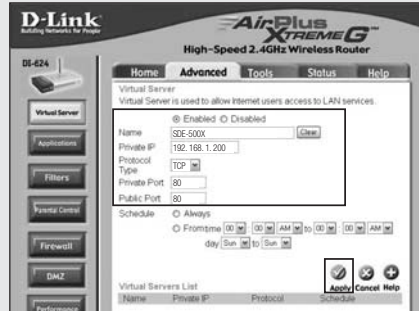 D-Link
Building Networks for People
AirPlus
XTREME G
High-Speed 2.4GHz Wireless Router
DI-624
Home Advanced Tools Status Help
Virtual Server
Virtual Server is used to allow Internet users access to LAN services.
Enabled Disabled
Name SDE-500X Clear
Private IP 192.168.1.200
Protocol Type TCP
Private Port 80
Public Port 80
Schedule Always
From time 00 : 00 AM to 00 : 00 AM
day Sun to Sun
Apply Cancel Help
Virtual Servers List
Name Private IP Protocol Schedule
Virtual Server
Applications
Filters
Parental Control
Firewall
DMZ
Performance